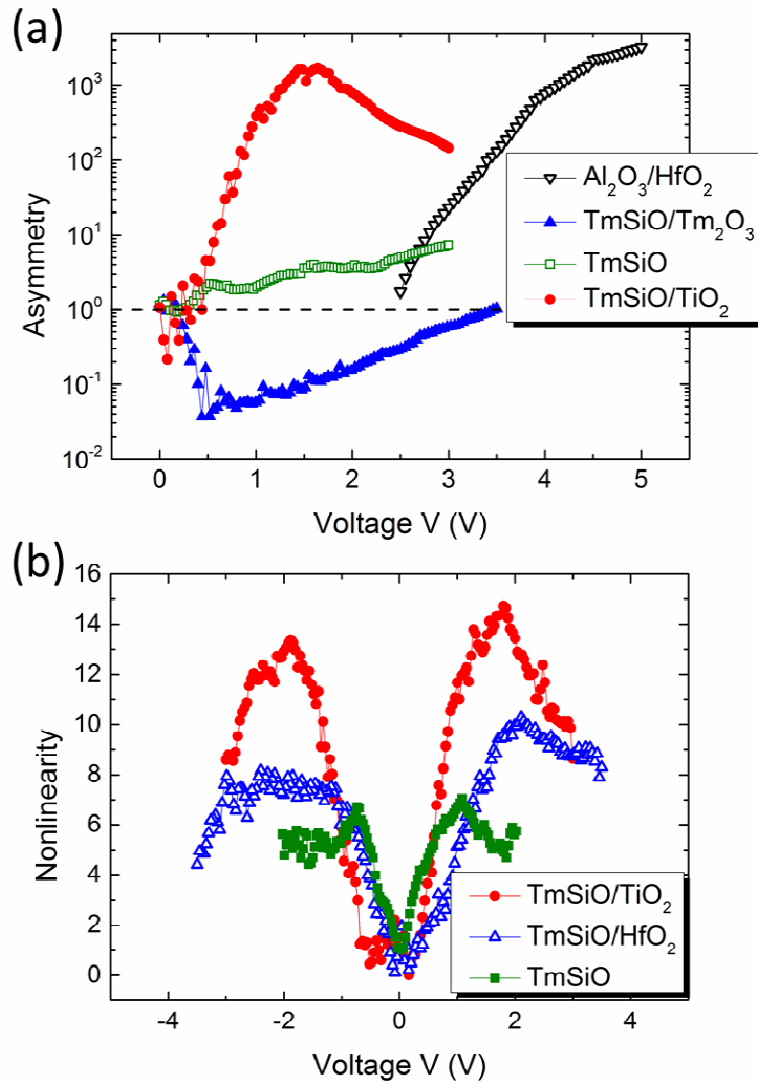 (a)
10³
10²
10¹
10⁰
10⁻¹
10⁻²
Asymmetry
Al₂O₃/HfO₂
TmSiO/Tm₂O₃
TmSiO
TmSiO/TiO₂
0 1 2 3 4 5
Voltage V (V)
(b)
16
14
12
10
8
6
4
2
0
Nonlinearity
TmSiO/TiO₂
TmSiO/HfO₂
TmSiO
-4 -2 0 2 4
Voltage V (V)